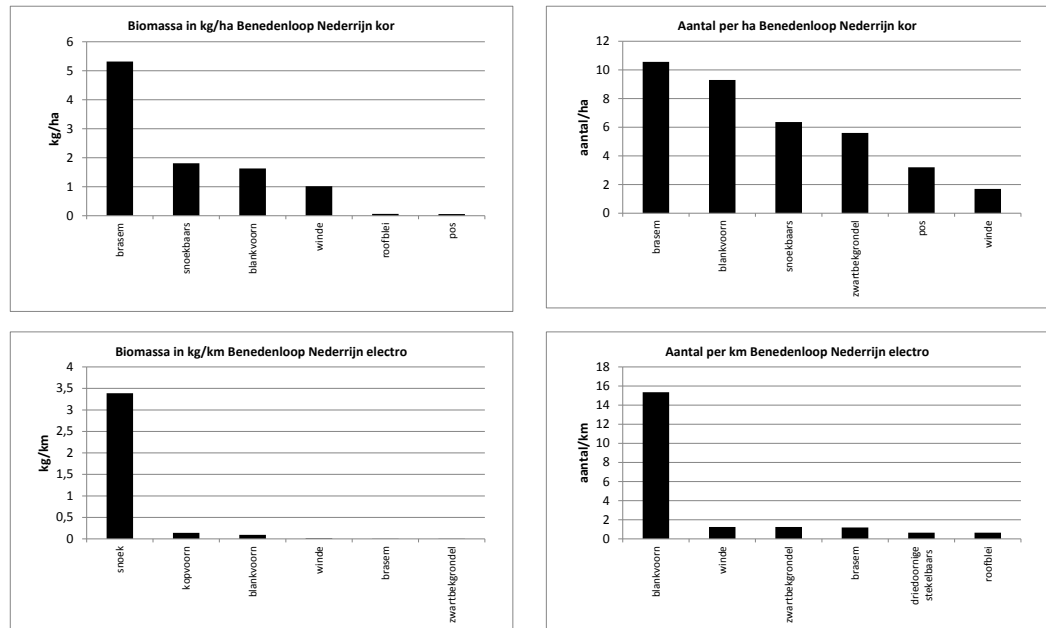 Biomassa in kg/ha Benedenloop Nederrijn kor
6
5
4
3
2
1
0
kg/ha
brasem
snoekbaars
blankvoorn
winde
roofblei
pos
Aantal per ha Benedenloop Nederrijn kor
12
10
8
6
4
2
0
aantal/ha
brasem
blankvoorn
snoekbaars
zwartbekgrondel
pos
winde
Biomassa in kg/km Benedenloop Nederrijn electro
4
3,5
3
2,5
2
1,5
1
0,5
0
kg/km
snoek
kopvoorn
blankvoorn
winde
brasem
zwartbekgrondel
Aantal per km Benedenloop Nederrijn electro
18
16
14
12
10
8
6
4
2
0
aantal/km
blankvoorn
winde
zwartbekgrondel
brasem
driedoornige
stekelbaars
roofblei